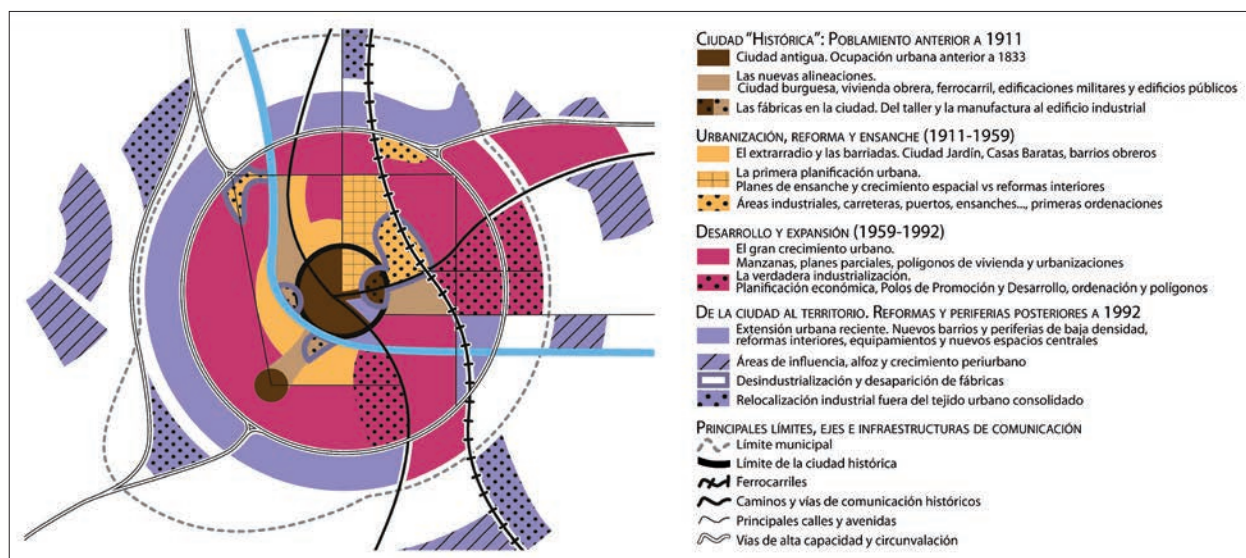 CIUDAD "HISTÓRICA": POBLAMIENTO ANTERIOR A 1911
Ciudad antigua. Ocupación urbana anterior a 1833
Las nuevas alineaciones.
Ciudad burguesa, vivienda obrera, ferrocarril, edificaciones militares y edificios públicos
Las fábricas en la ciudad. Del taller y la manufactura al edificio industrial
URBANIZACIÓN, REFORMA Y ENSANCHE (1911-1959)
El extrarradio y las barriadas. Ciudad Jardín, Casas Baratas, barrios obreros
La primera planificación urbana.
Planes de ensanche y crecimiento espacial vs reformas interiores
Áreas industriales, carreteras, puertos, ensanches..., primeras ordenaciones
DESARROLLO Y EXPANSIÓN (1959-1992)
El gran crecimiento urbano.
Manzanas, planes parciales, polígonos de vivienda y urbanizaciones
La verdadera industrialización.
Planificación económica, Polos de Promoción y Desarrollo, ordenación y polígonos
DE LA CIUDAD AL TERRITORIO. REFORMAS Y PERIFERIAS POSTERIORES A 1992
Extensión urbana reciente. Nuevos barrios y periferias de baja densidad,
reformas interiores, equipamientos y nuevos espacios centrales
Áreas de influencia, alfoz y crecimiento periurbano
Desindustrialización y desaparición de fábricas
Relocalización industrial fuera del tejido urbano consolidado
PRINCIPALES LÍMITES, EJES E INFRAESTRUCTURAS DE COMUNICACIÓN
Límite municipal
Límite de la ciudad histórica
Ferrocarriles
Caminos y vías de comunicación históricos
Principales calles y avenidas
Vías de alta capacidad y circunvalación